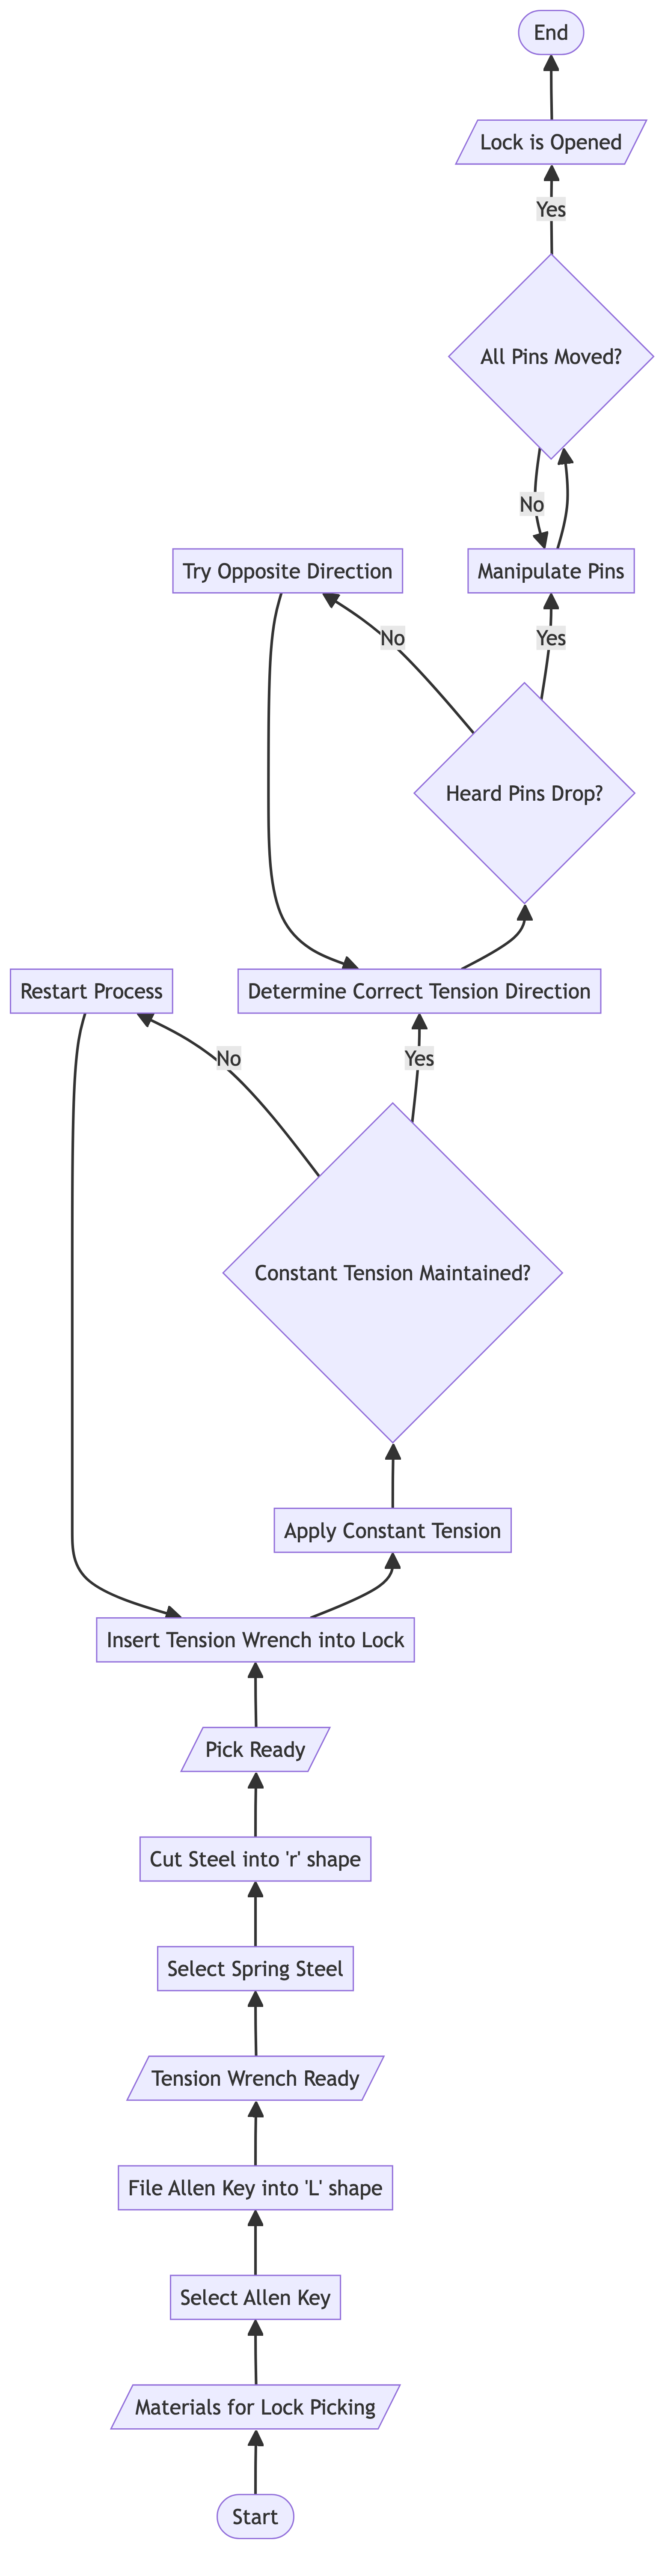 End
Lock is Opened
Yes
All Pins Moved?
No
Try Opposite Direction
Manipulate Pins
No
Yes
Heard Pins Drop?
Restart Process
Determine Correct Tension Direction
No
Yes
Constant Tension Maintained?
Apply Constant Tension
Insert Tension Wrench into Lock
Pick Ready
Cut Steel into 'r' shape
Select Spring Steel
Tension Wrench Ready
File Allen Key into 'L' shape
Select Allen Key
Materials for Lock Picking
Start